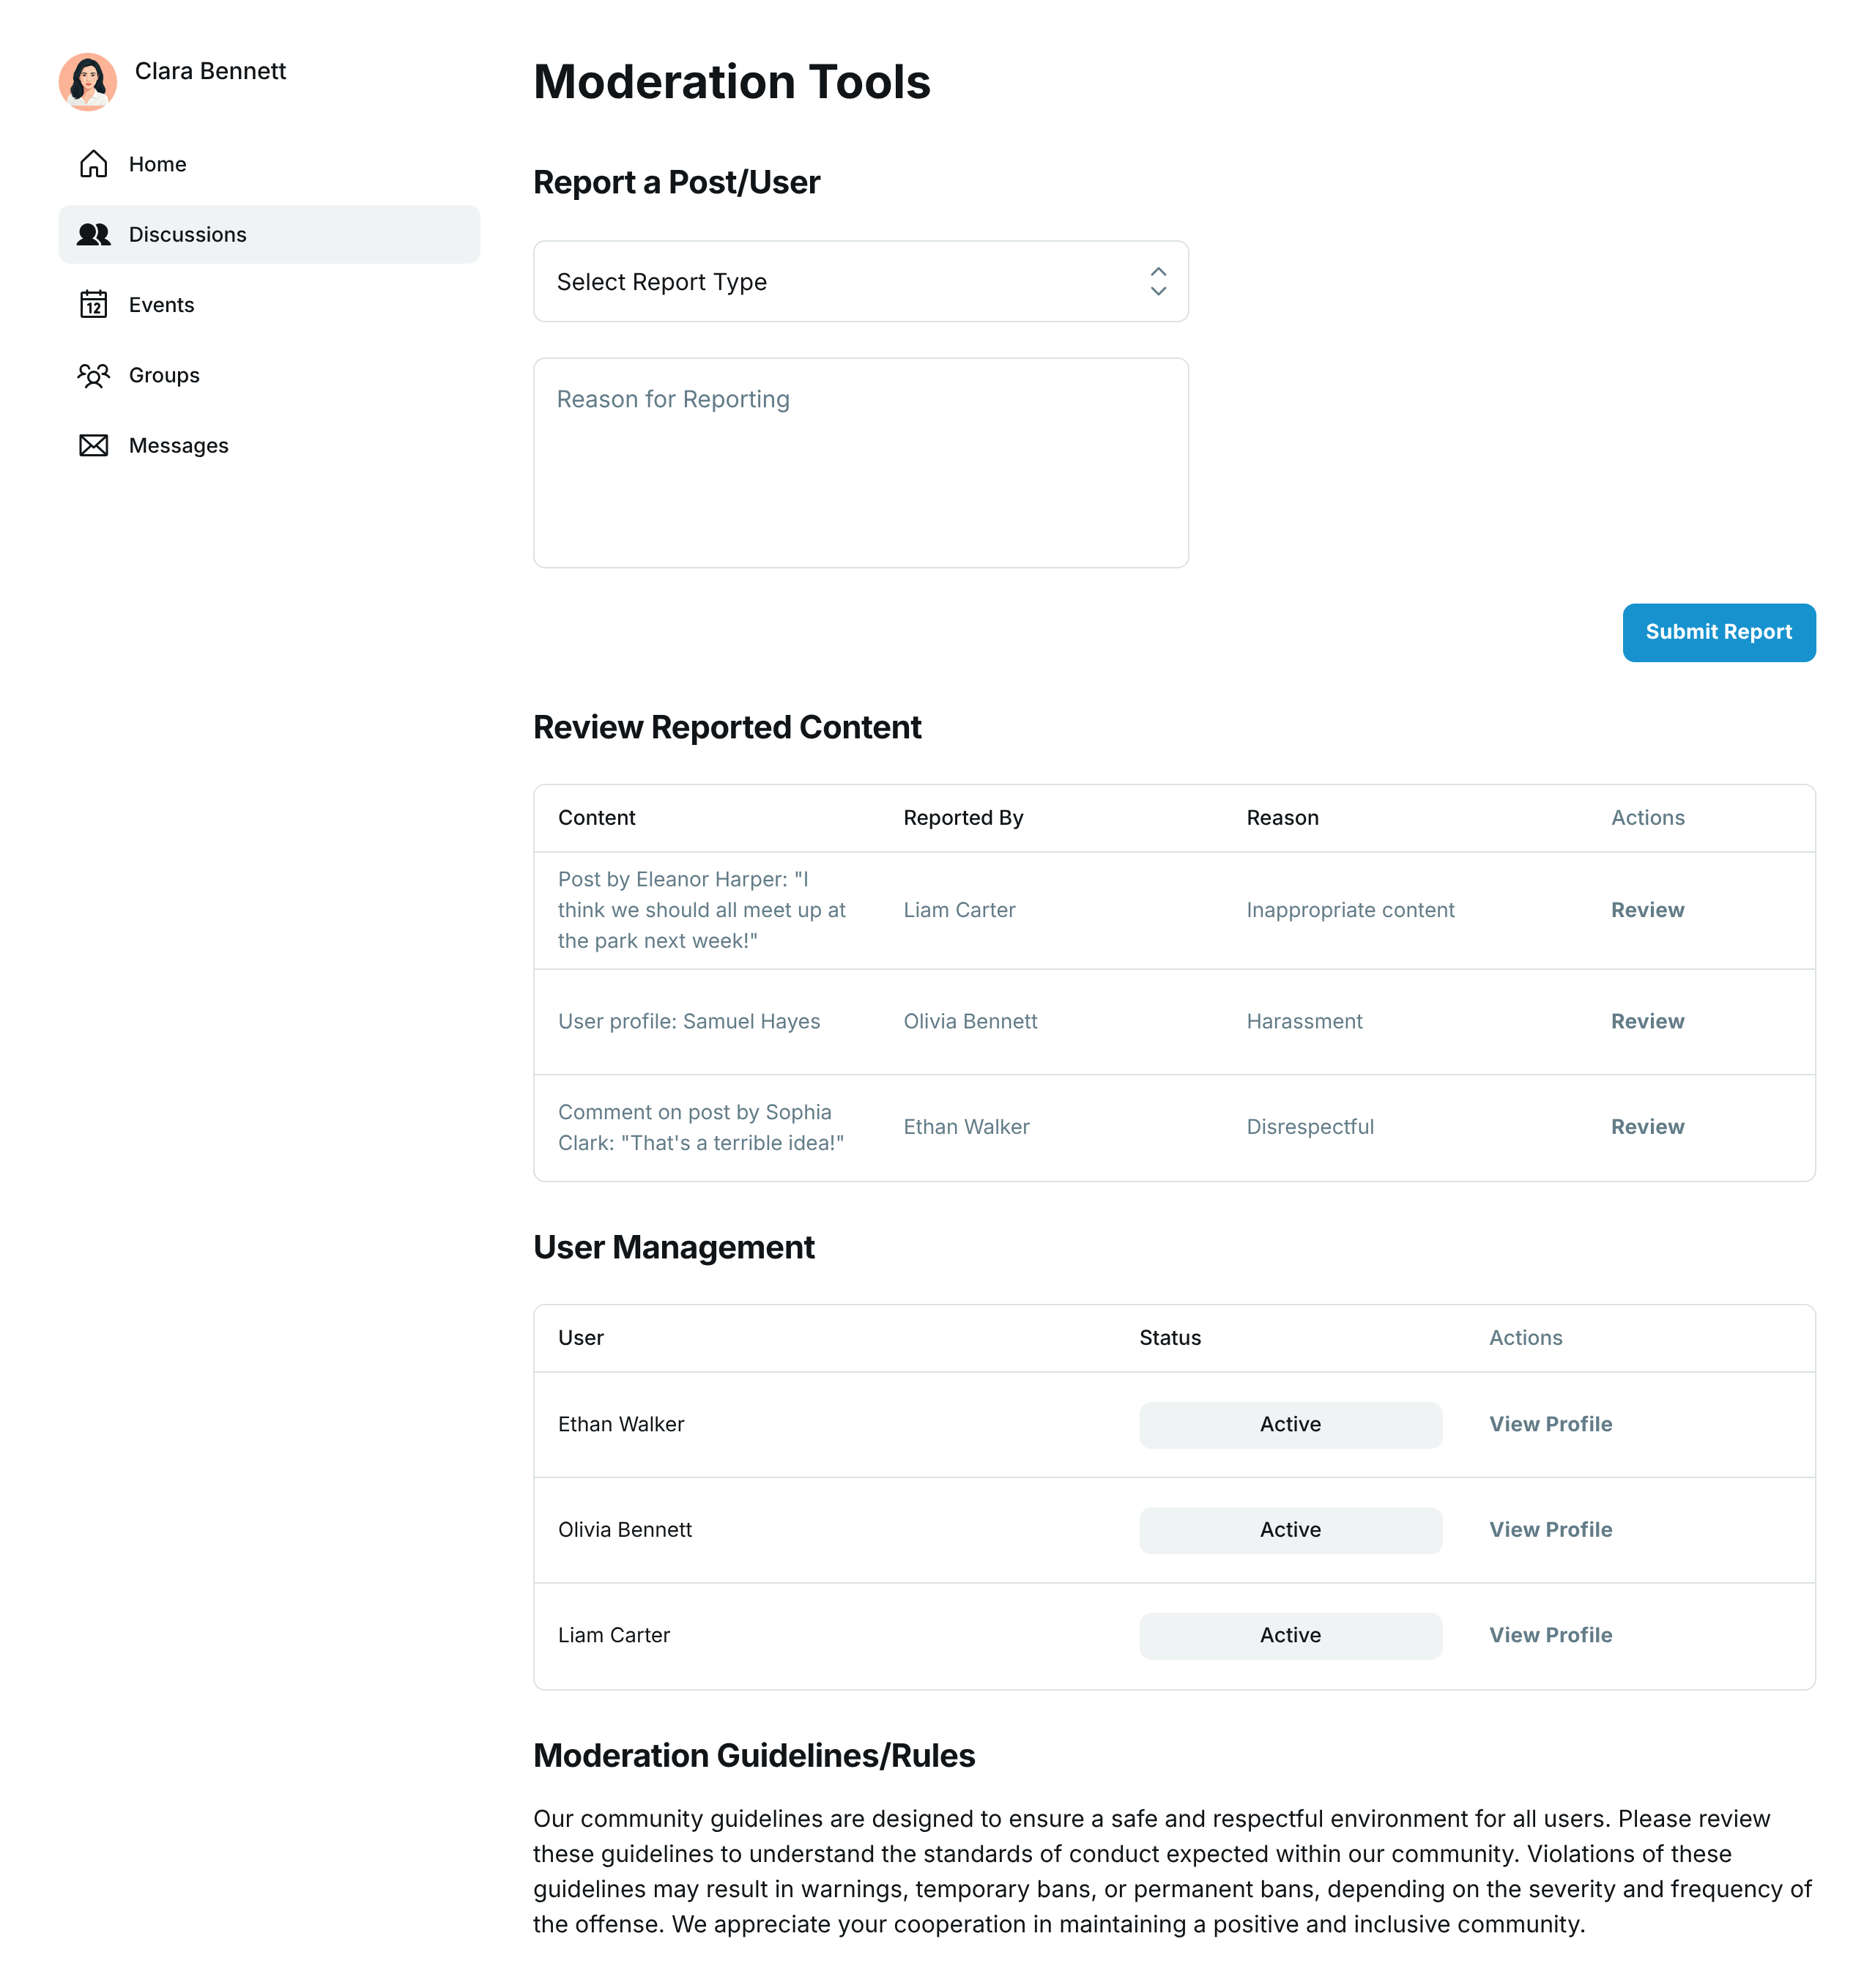 Clara Bennett
Home
Discussions
12
Events
Groups
Messages
Moderation Tools
Report a Post/User
Select Report Type
Reason for Reporting
Submit Report
Review Reported Content
Content Reported By Reason Actions
Post by Eleanor Harper: "I
think we should all meet up at
the park next week!"
Liam Carter Inappropriate content Review
User profile: Samuel Hayes Olivia Bennett Harassment Review
Comment on post by Sophia
Clark: "That's a terrible idea!"
Ethan Walker Disrespectful Review
User Management
User Status Actions
Ethan Walker Active View Profile
Olivia Bennett Active View Profile
Liam Carter Active View Profile
Moderation Guidelines/Rules
Our community guidelines are designed to ensure a safe and respectful environment for all users. Please review
these guidelines to understand the standards of conduct expected within our community. Violations of these
guidelines may result in warnings, temporary bans, or permanent bans, depending on the severity and frequency of
the offense. We appreciate your cooperation in maintaining a positive and inclusive community.